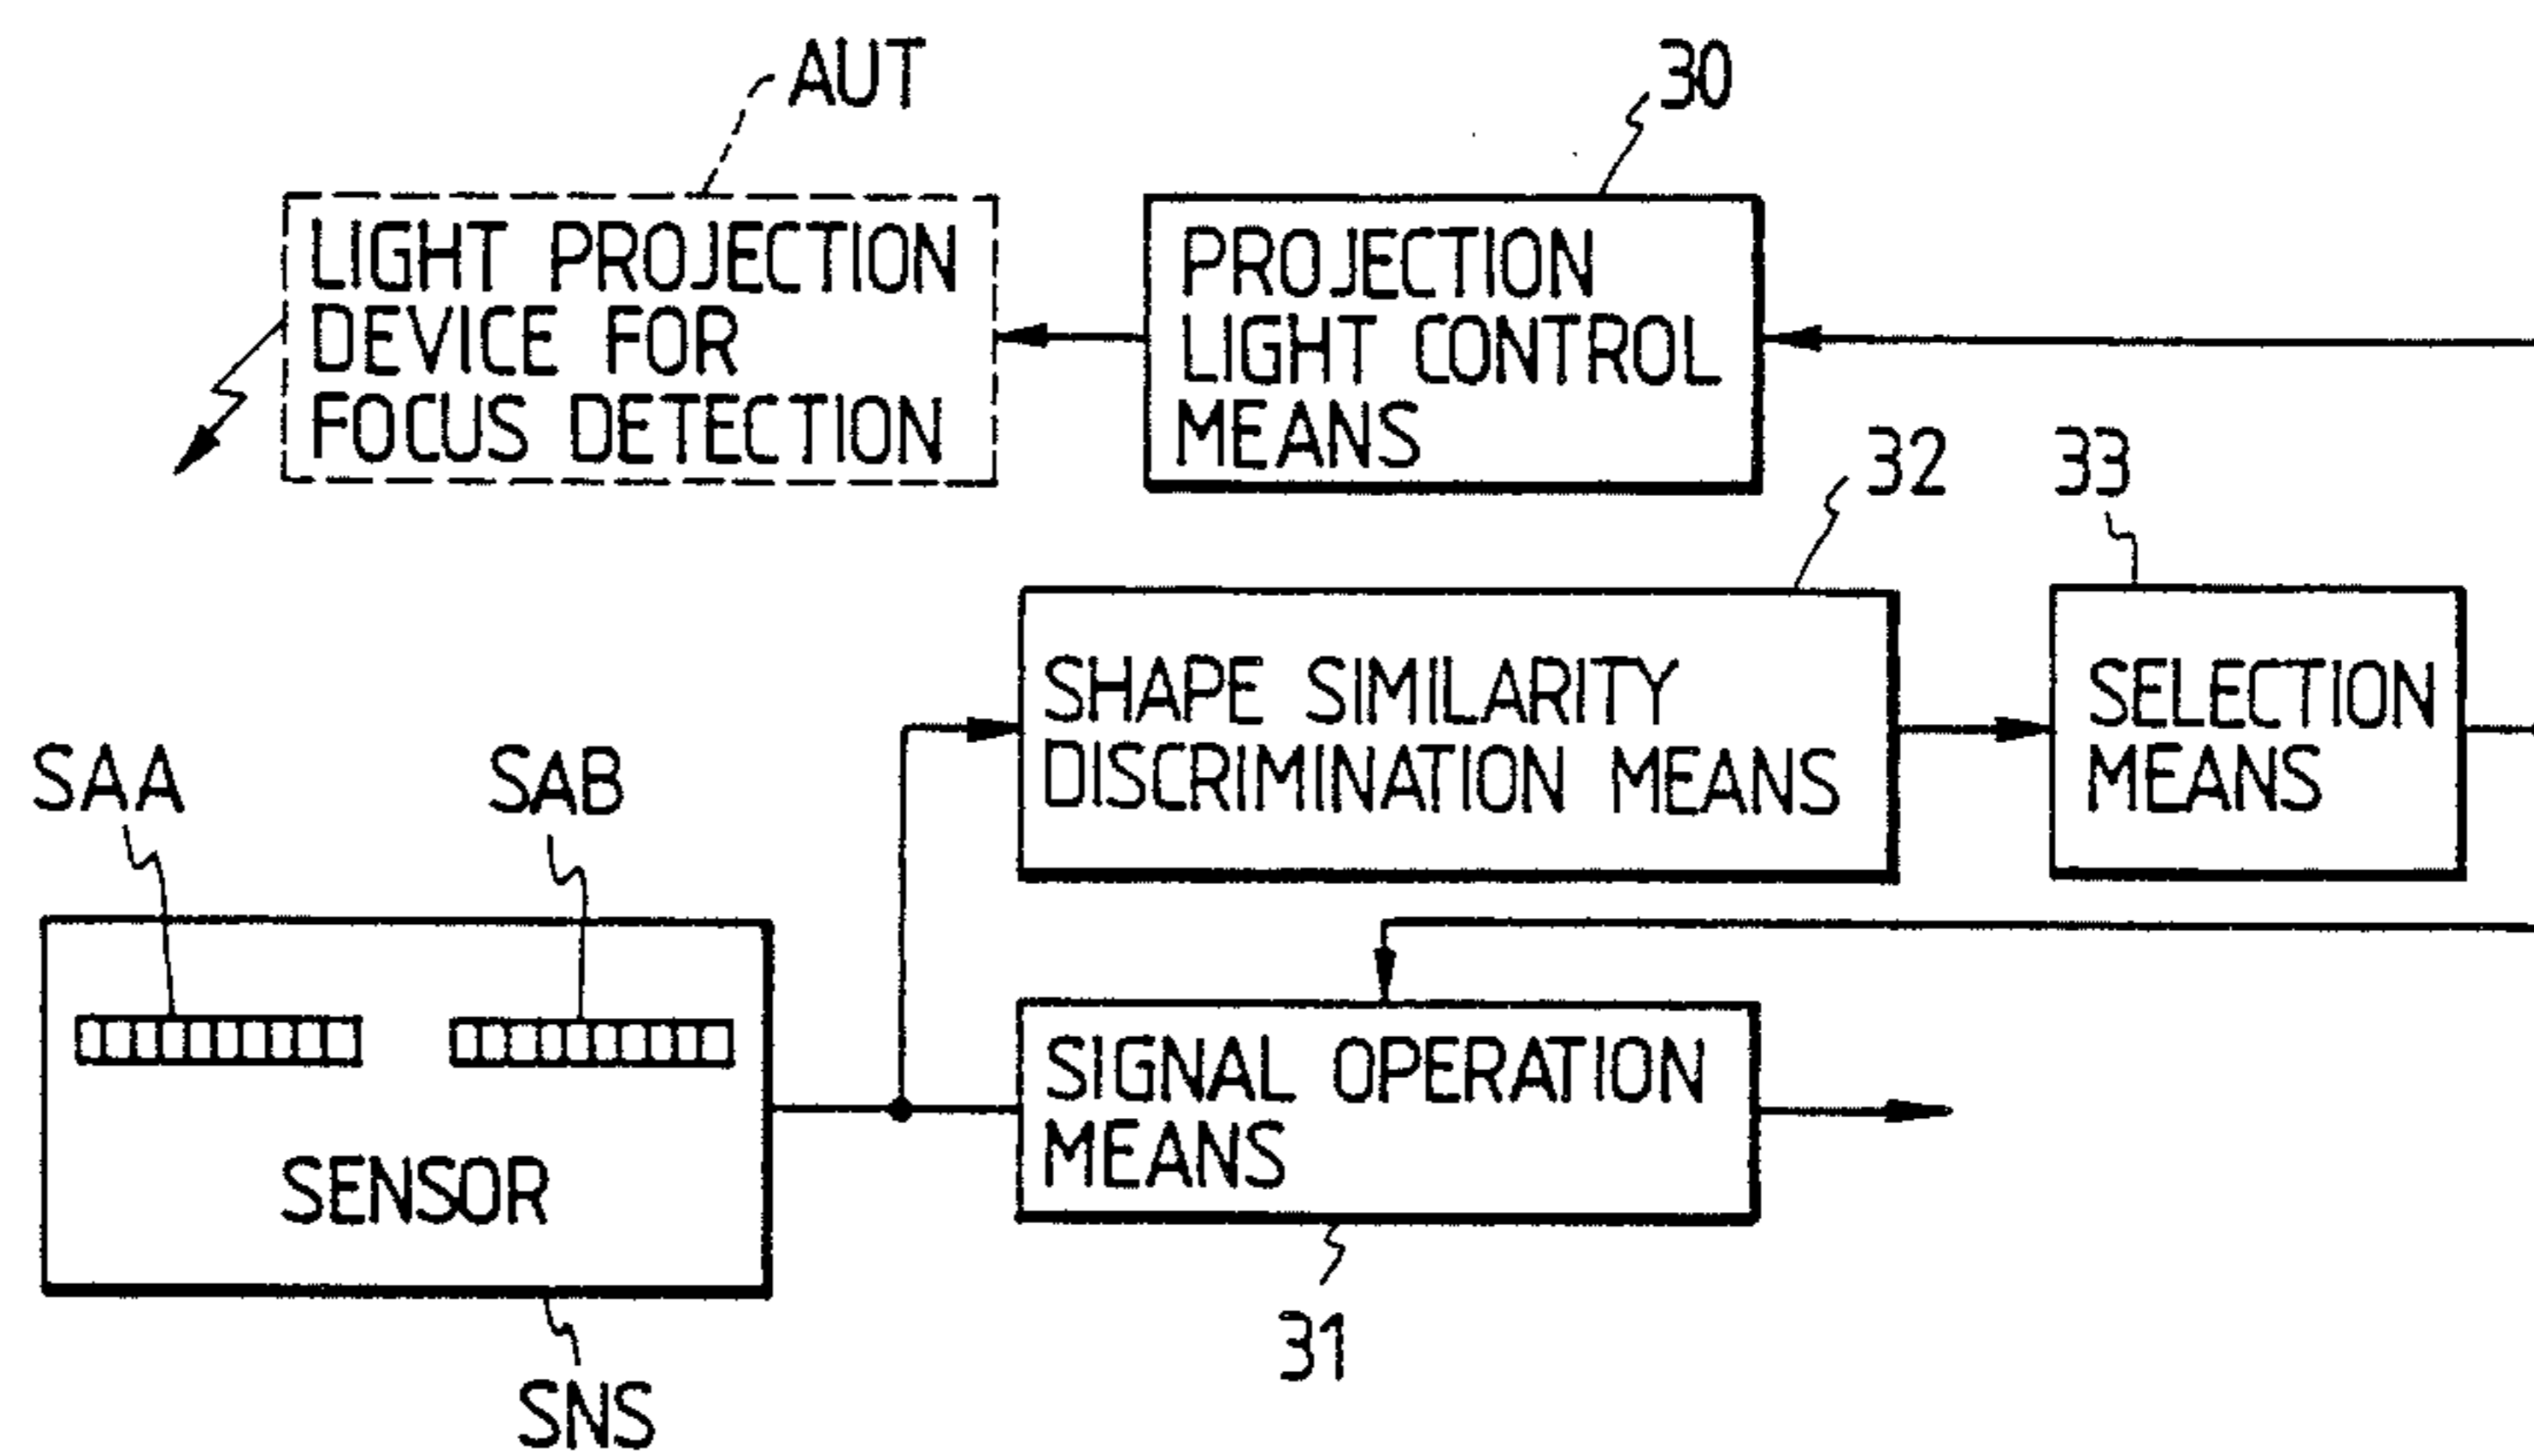 AUT
30
LIGHT PROJECTION
DEVICE FOR
FOCUS DETECTION
PROJECTION
LIGHT CONTROL
MEANS
32
33
SHAPE SIMILARITY
DISCRIMINATION MEANS
SELECTION
MEANS
SAA
SAB
SENSOR
SIGNAL OPERATION
MEANS
31
SNS